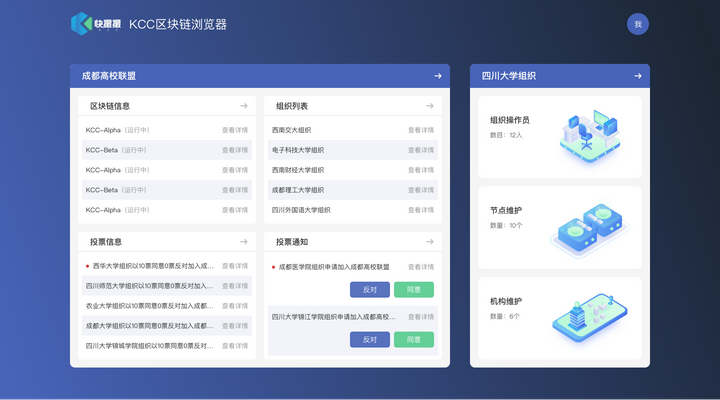 快星星
KCC区块链浏览器
我
成都高校联盟
区块链信息
KCC-Alpha（运行中） 查看详情
KCC-Beta（运行中） 查看详情
KCC-Alpha（运行中） 查看详情
KCC-Beta（运行中） 查看详情
KCC-Alpha（运行中） 查看详情
组织列表
西南交大组织 查看详情
电子科技大学组织 查看详情
西南财经大学组织 查看详情
成都理工大学组织 查看详情
四川外国语大学组织 查看详情
投票信息
西华大学组织以10票同意0票反对加入成... 查看详情
四川师范大学组织以10票同意0票反对加入... 查看详情
农业大学组织以10票同意0票反对加入成都... 查看详情
成都大学组织以10票同意0票反对加入成都... 查看详情
四川大学锦城学院组织以10票同意0票反对... 查看详情
投票通知
成都医学院组织申请加入成都高校联盟 查看详情
反对 同意
四川大学锦江学院组织申请加入成都高校... 查看详情
反对 同意
四川大学组织
组织操作员
数目：12人
节点维护
数量：10个
机构维护
数量：6个